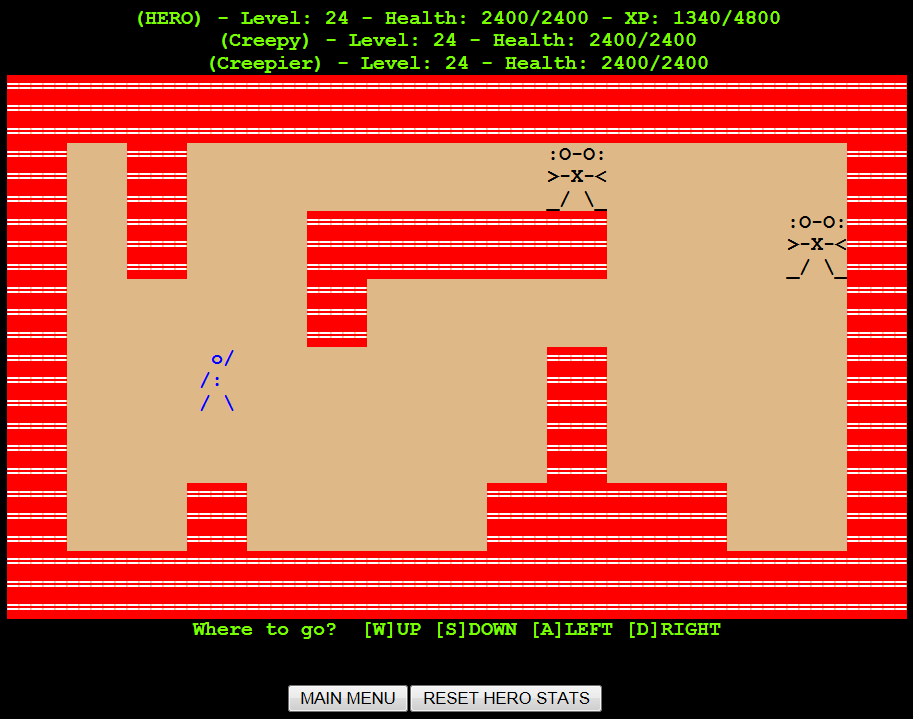 (HERO) - Level: 24 - Health: 2400/2400 - XP: 1340/4800
(Creepy) - Level: 24 - Health: 2400/2400
(Creepier) - Level: 24 - Health: 2400/2400
:O-O:
>-X-<
_/ \_
:O-O:
>-X-<
_/ \_
o/
/:
/ \
Where to go?  [W]UP [S]DOWN [A]LEFT [D]RIGHT
MAIN MENU RESET HERO STATS